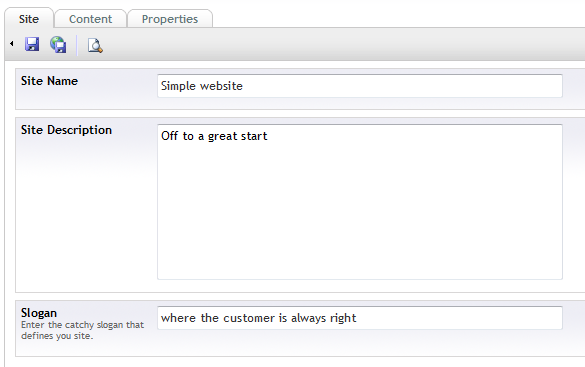 Site Content Properties
Site Name
Simple website
Site Description
Off to a great start
Slogan
Enter the catchy slogan that
defines you site.
where the customer is always right